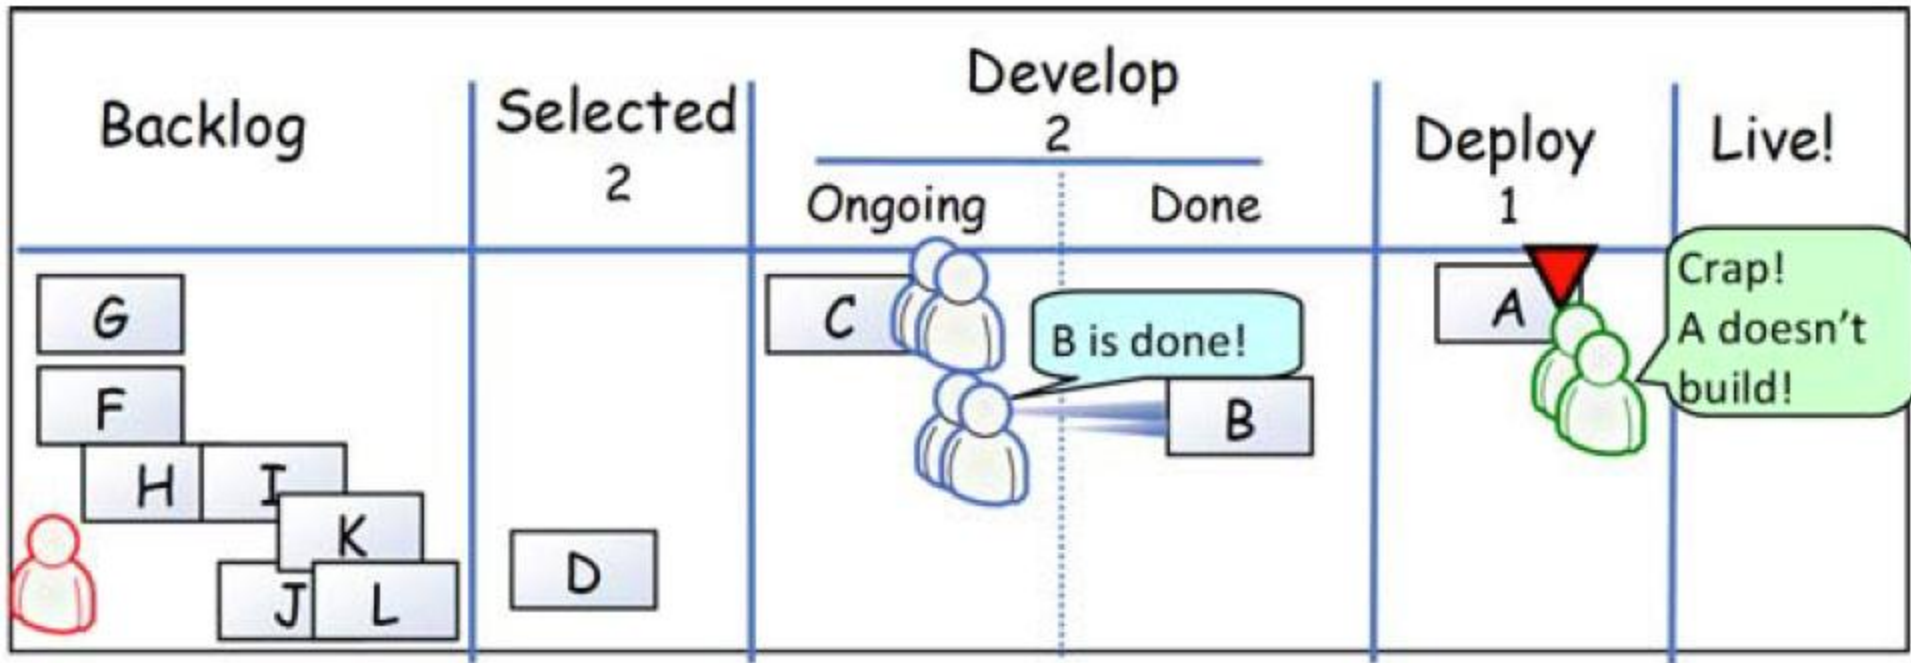 Backlog
Selected
2
Develop
2
Ongoing
Done
Deploy
1
Live!
G
F
H
I
K
J
L
D
C
B is done!
B
A
Crap!
A doesn't
build!